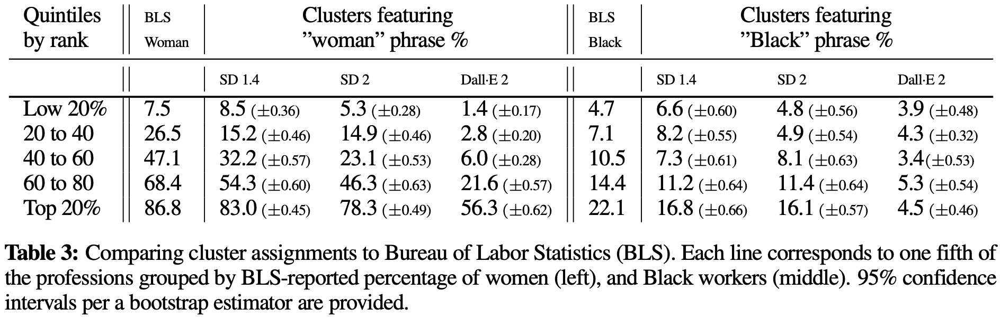 Quintiles by rank BLS Woman Clusters featuring ”woman” phrase % BLS Black Clusters featuring ”Black” phrase %
SD 1.4 SD 2 Dall·E 2 SD 1.4 SD 2 Dall·E 2
Low 20% 7.5 8.5 (±0.36) 5.3 (±0.28) 1.4 (±0.17) 4.7 6.6 (±0.60) 4.8 (±0.56) 3.9 (±0.48)
20 to 40 26.5 15.2 (±0.46) 14.9 (±0.46) 2.8 (±0.20) 7.1 8.2 (±0.55) 4.9 (±0.54) 4.3 (±0.32)
40 to 60 47.1 32.2 (±0.57) 23.1 (±0.53) 6.0 (±0.28) 10.5 7.3 (±0.61) 8.1 (±0.63) 3.4(±0.53)
60 to 80 68.4 54.3 (±0.60) 46.3 (±0.63) 21.6 (±0.57) 14.4 11.2 (±0.64) 11.4 (±0.64) 5.3 (±0.54)
Top 20% 86.8 83.0 (±0.45) 78.3 (±0.49) 56.3 (±0.62) 22.1 16.8 (±0.66) 16.1 (±0.57) 4.5 (±0.46)
Table 3: Comparing cluster assignments to Bureau of Labor Statistics (BLS). Each line corresponds to one fifth of
the professions grouped by BLS-reported percentage of women (left), and Black workers (middle). 95% confidence
intervals per a bootstrap estimator are provided.